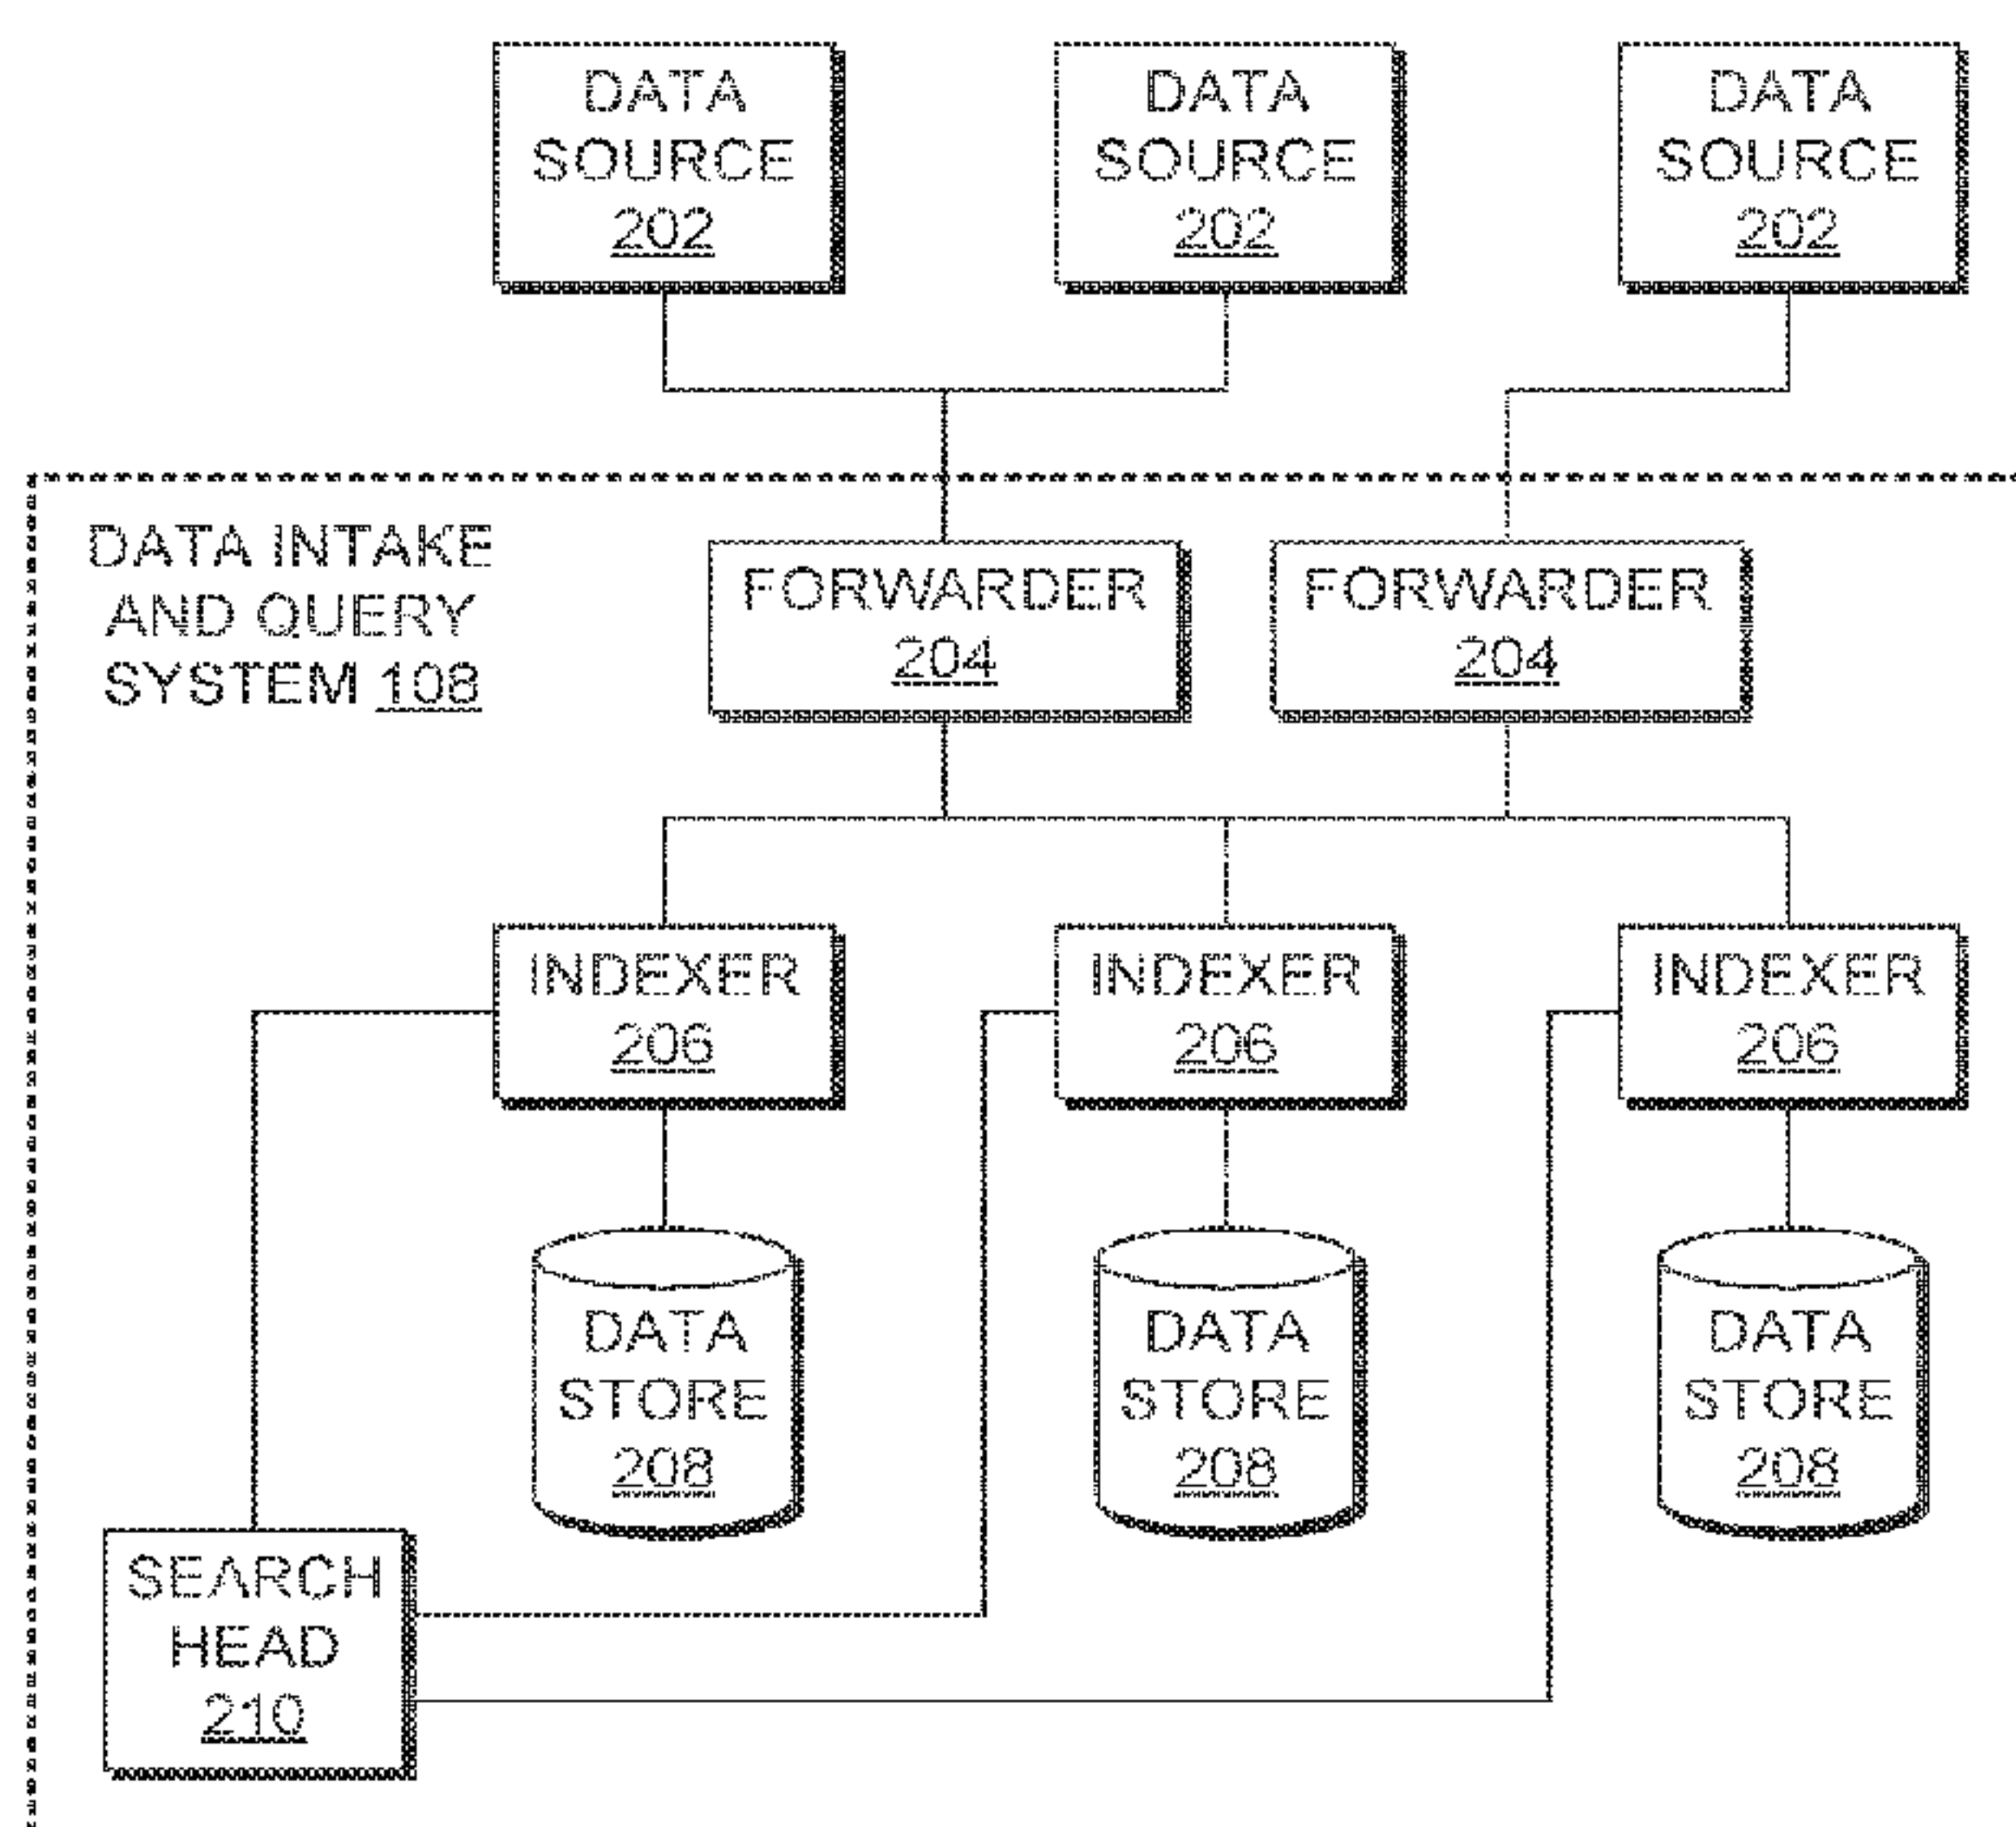 DATA
SOURCE
202
DATA
SOURCE
202
DATA
SOURCE
202
DATA INTAKE
AND QUERY
SYSTEM 108
FORWARDER
204
FORWARDER
204
INDEXER
206
INDEXER
206
INDEXER
206
DATA
STORE
208
DATA
STORE
208
DATA
STORE
208
SEARCH
HEAD
210